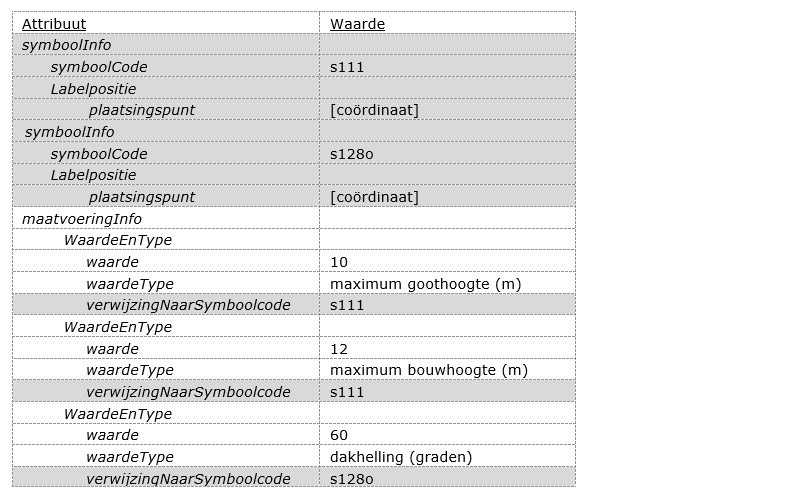 Attribuut Waarde
symboolInfo
symboolCode s111
Labelpositie
plaatsingspunt [coördinaat]
symboolInfo
symboolCode s128o
Labelpositie
plaatsingspunt [coördinaat]
maatvoeringInfo
WaardeEnType
waarde 10
waardeType maximum goothoogte (m)
verwijzingNaarSymboolcode s111
WaardeEnType
waarde 12
waardeType maximum bouwhoogte (m)
verwijzingNaarSymboolcode s111
WaardeEnType
waarde 60
waardeType dakhelling (graden)
verwijzingNaarSymboolcode s128o